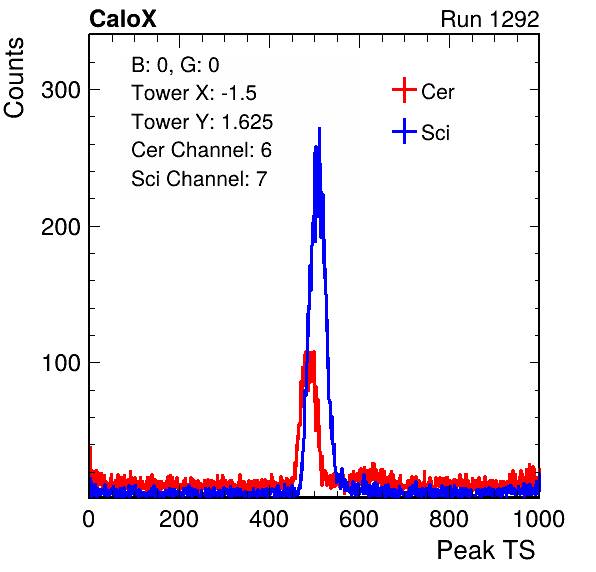 CaloX Run 1292
Counts
B: 0, G: 0
Tower X: -1.5
Tower Y: 1.625
Cer Channel: 6
Sci Channel: 7
Cer
Sci
300
200
100
0 200 400 600 800 1000
Peak TS